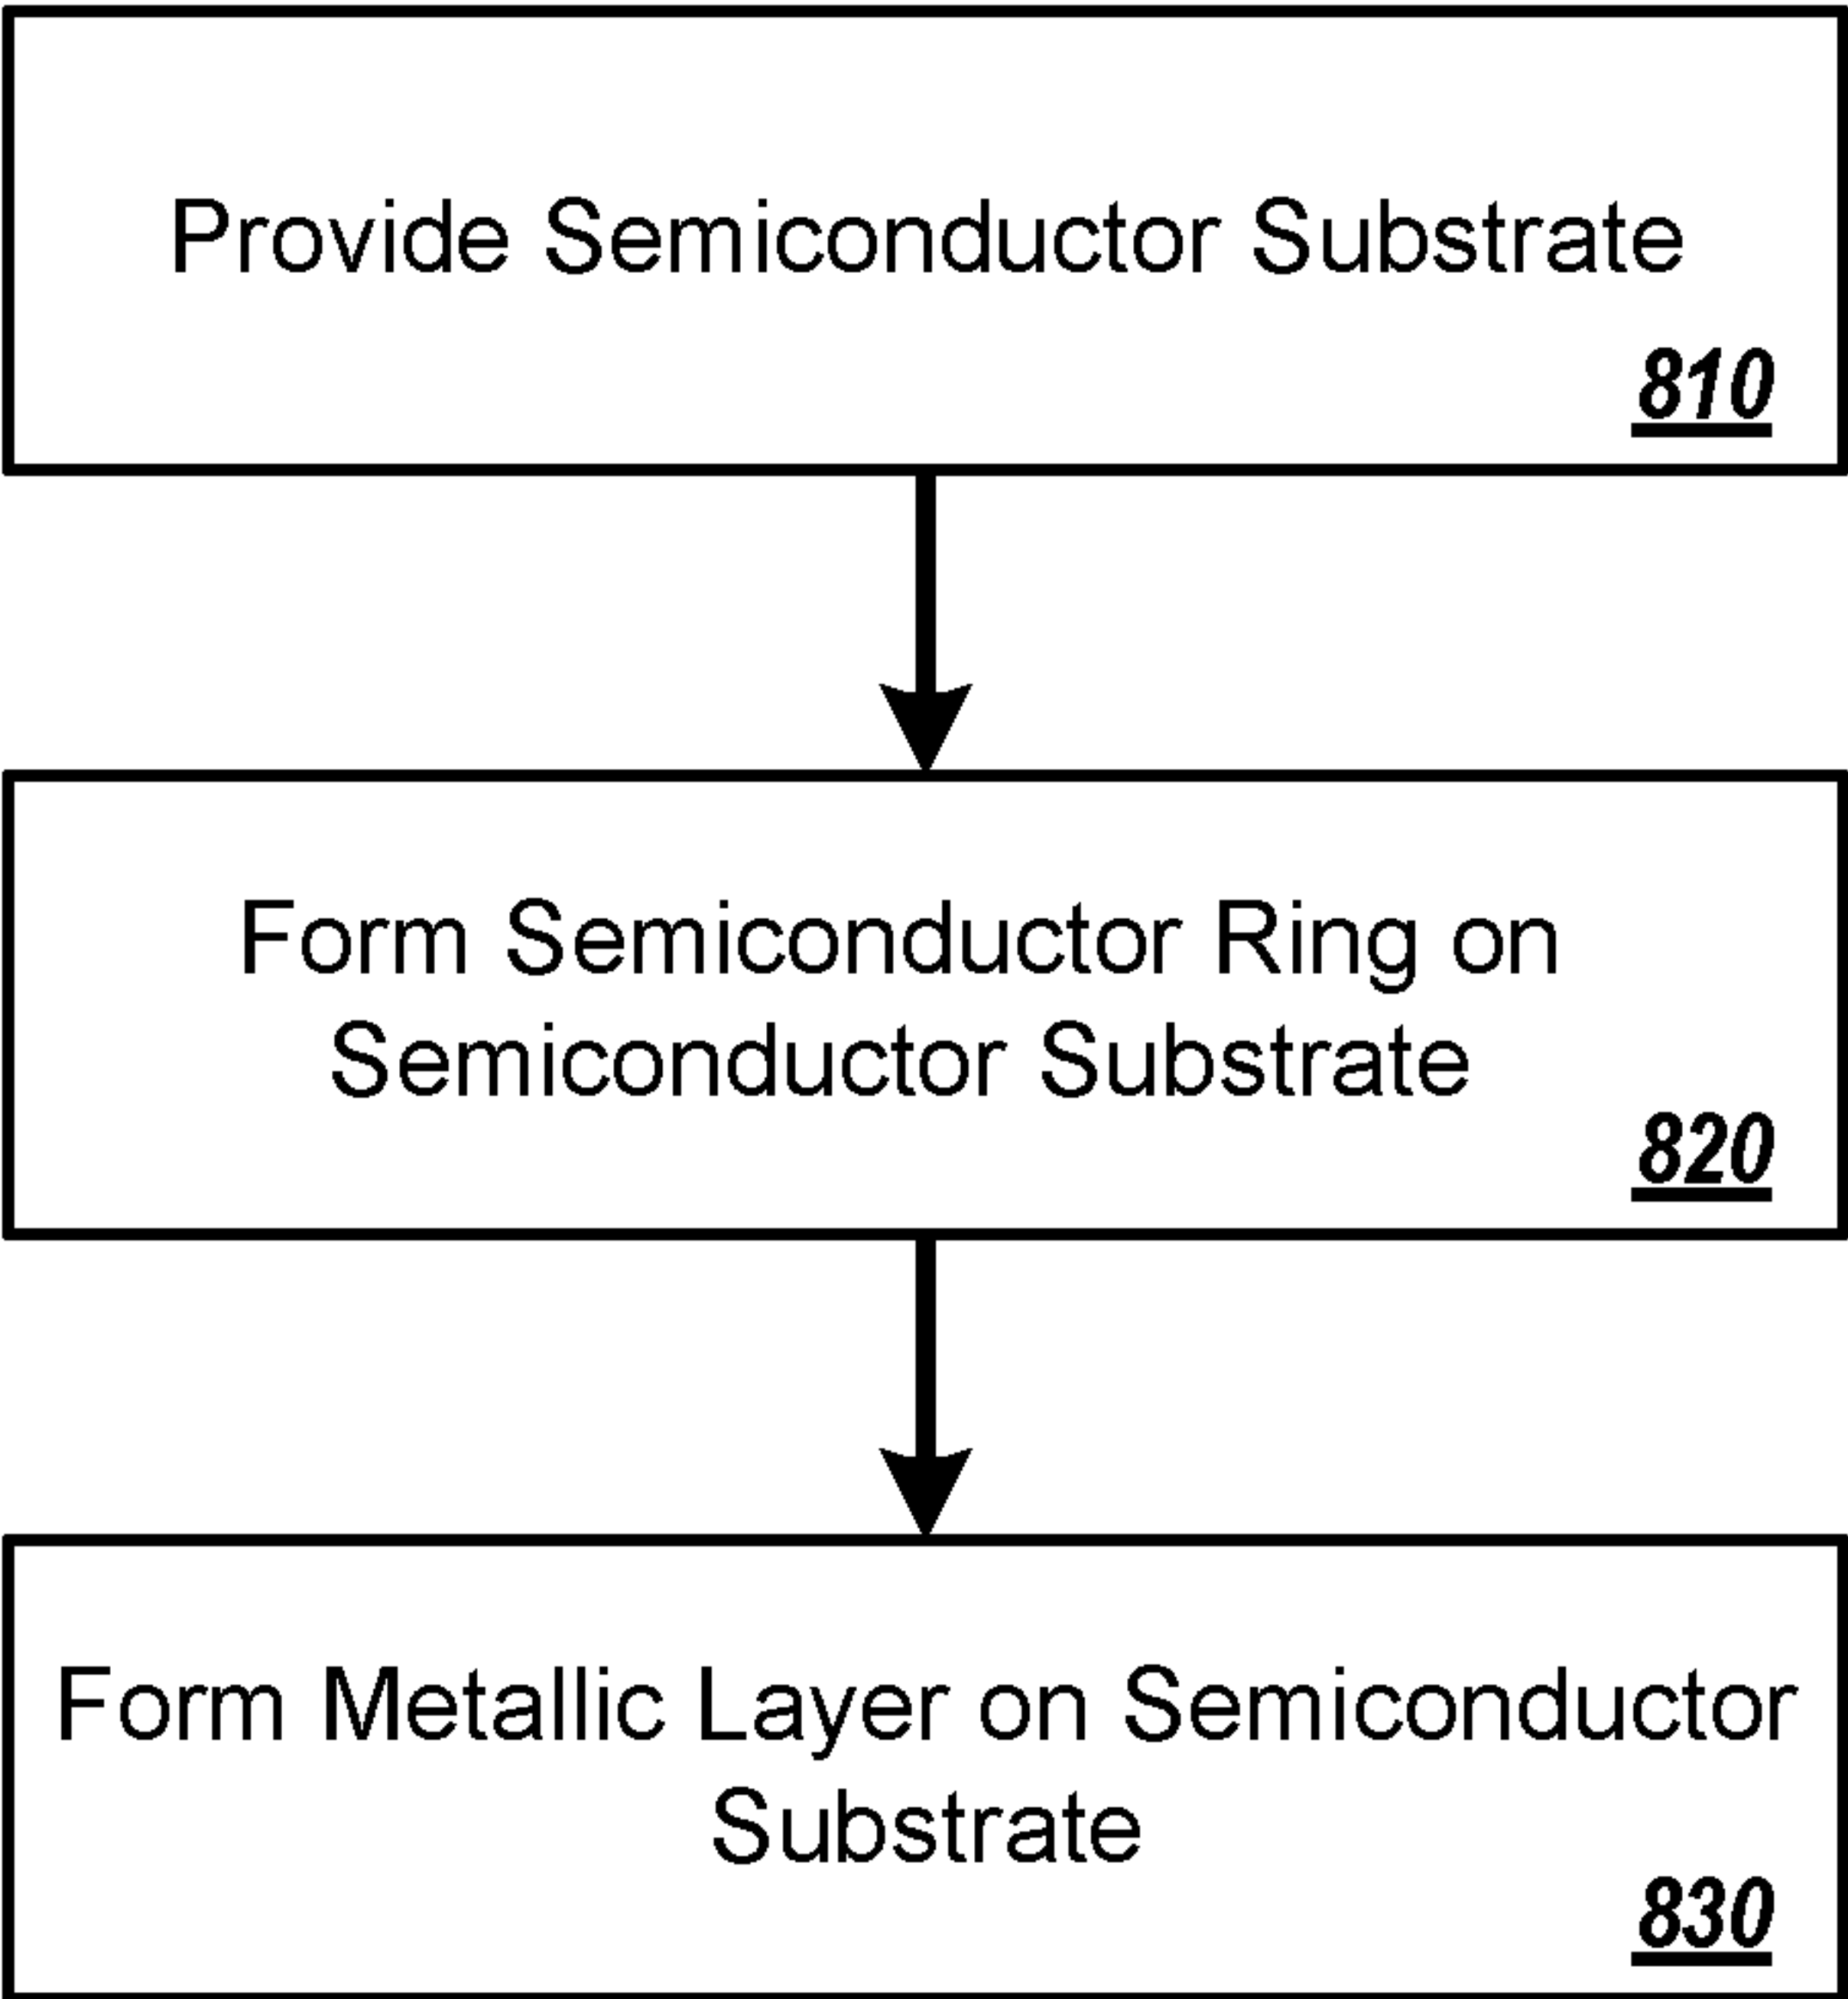 Provide Semiconductor Substrate
810
Form Semiconductor Ring on
Semiconductor Substrate
820
Form Metallic Layer on Semiconductor
Substrate
830